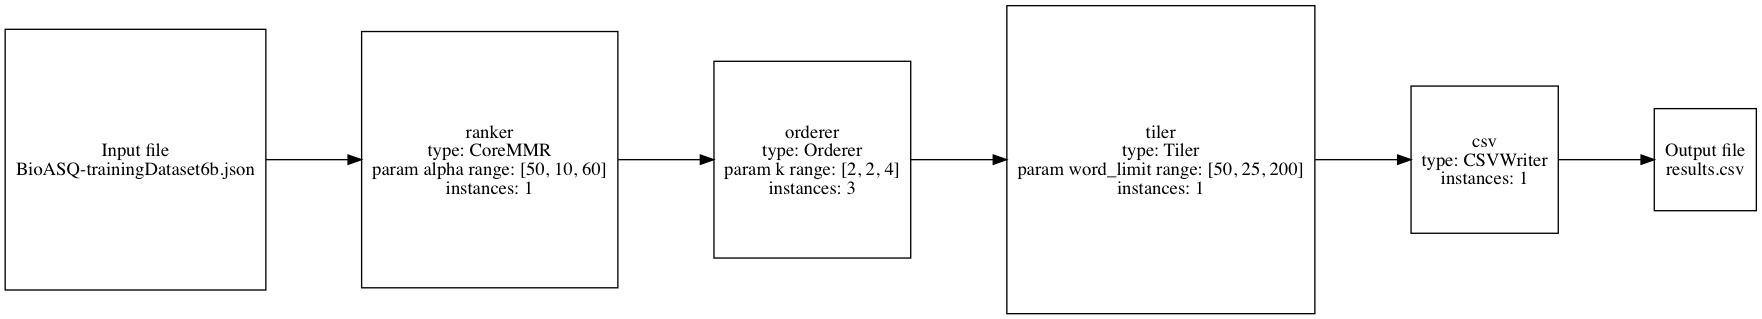 Input file
BioASQ-trainingDataset6b.json
ranker
type: CoreMMR
param alpha range: [50, 10, 60]
instances: 1
orderer
type: Orderer
param k range: [2, 2, 4]
instances: 3
tiler
type: Tiler
param word_limit range: [50, 25, 200]
instances: 1
csv
type: CSVWriter
instances: 1
Output file
results.csv